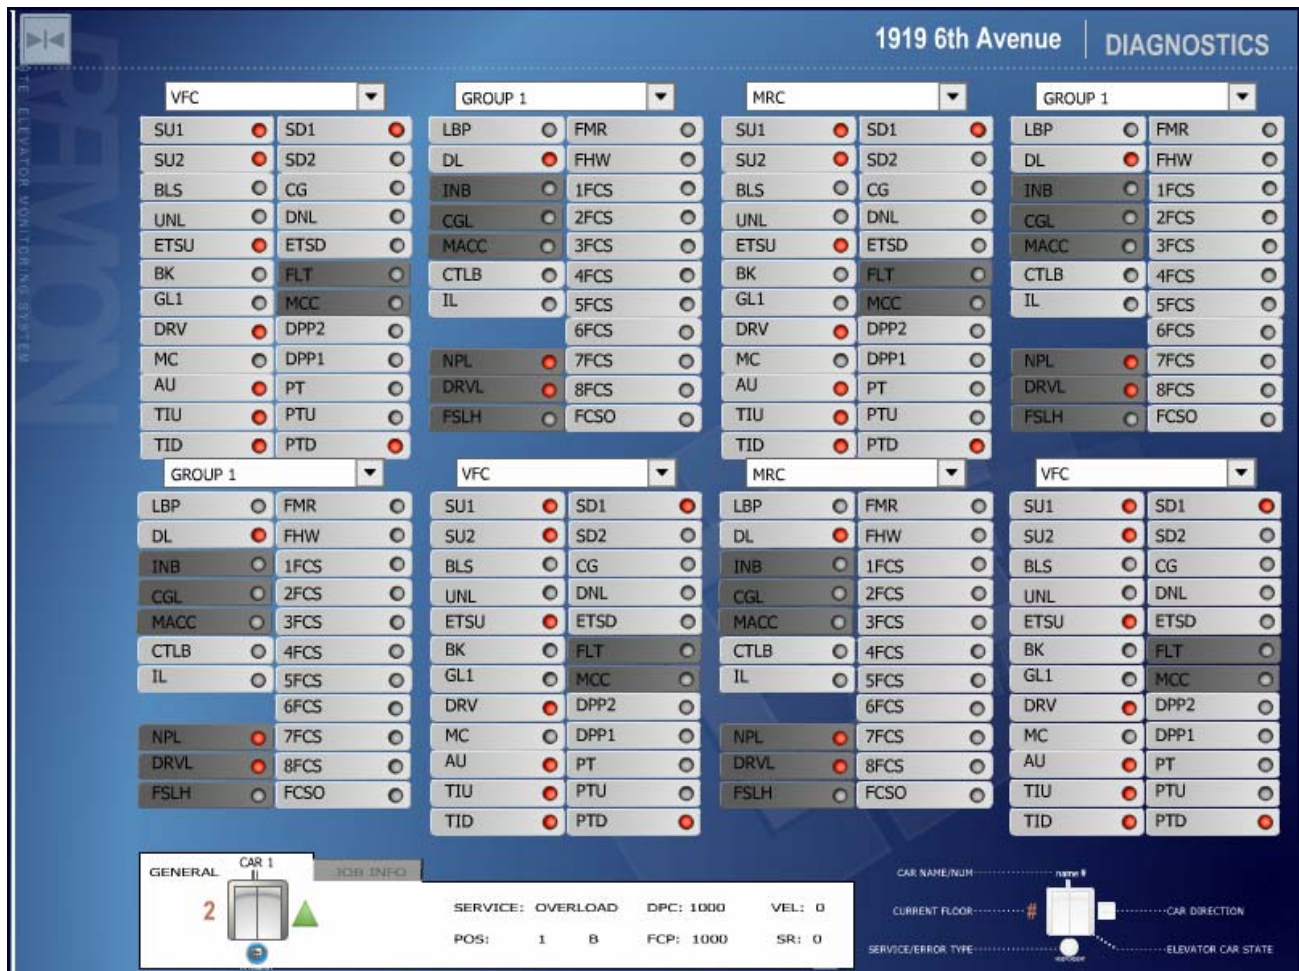 1919 6th Avenue DIAGNOSTICS
REMOTE ELEVATOR MONITORING SYSTEM
REMON
VFC GROUP 1 MRC GROUP 1
SU1 SD1 LBP FMR SU1 SD1 LBP FMR
SU2 SD2 DL FHW SU2 SD2 DL FHW
BLS CG INB 1FCS BLS CG INB 1FCS
UNL DNL CGL 2FCS UNL DNL CGL 2FCS
ETSU ETSD MACC 3FCS ETSU ETSD MACC 3FCS
BK FLT CTLB 4FCS BK FLT CTLB 4FCS
GL1 MCC IL 5FCS GL1 MCC IL 5FCS
DRV DPP2 6FCS DRV DPP2 6FCS
MC DPP1 NPL 7FCS MC DPP1 NPL 7FCS
AU PT DRVL 8FCS AU PT DRVL 8FCS
TIU PTU FSLH FCSO TIU PTU FSLH FCSO
TID PTD TID PTD
GROUP 1 VFC MRC VFC
LBP FMR SU1 SD1 LBP FMR SU1 SD1
DL FHW SU2 SD2 DL FHW SU2 SD2
INB 1FCS BLS CG INB 1FCS BLS CG
CGL 2FCS UNL DNL CGL 2FCS UNL DNL
MACC 3FCS ETSU ETSD MACC 3FCS ETSU ETSD
CTLB 4FCS BK FLT CTLB 4FCS BK FLT
IL 5FCS GL1 MCC IL 5FCS GL1 MCC
6FCS DRV DPP2 6FCS DRV DPP2
NPL 7FCS MC DPP1 NPL 7FCS MC DPP1
DRVL 8FCS AU PT DRVL 8FCS AU PT
FSLH FCSO TIU PTU FSLH FCSO TIU PTU
TID PTD TID PTD
GENERAL CAR 1 JOB INFO
2
SERVICE: OVERLOAD DPC: 1000 VEL: 0
POS: 1 B FCP: 1000 SR: 0
CAR NAME/NUM name #
CURRENT FLOOR # CAR DIRECTION
SERVICE/ERROR TYPE ELEVATOR CAR STATE